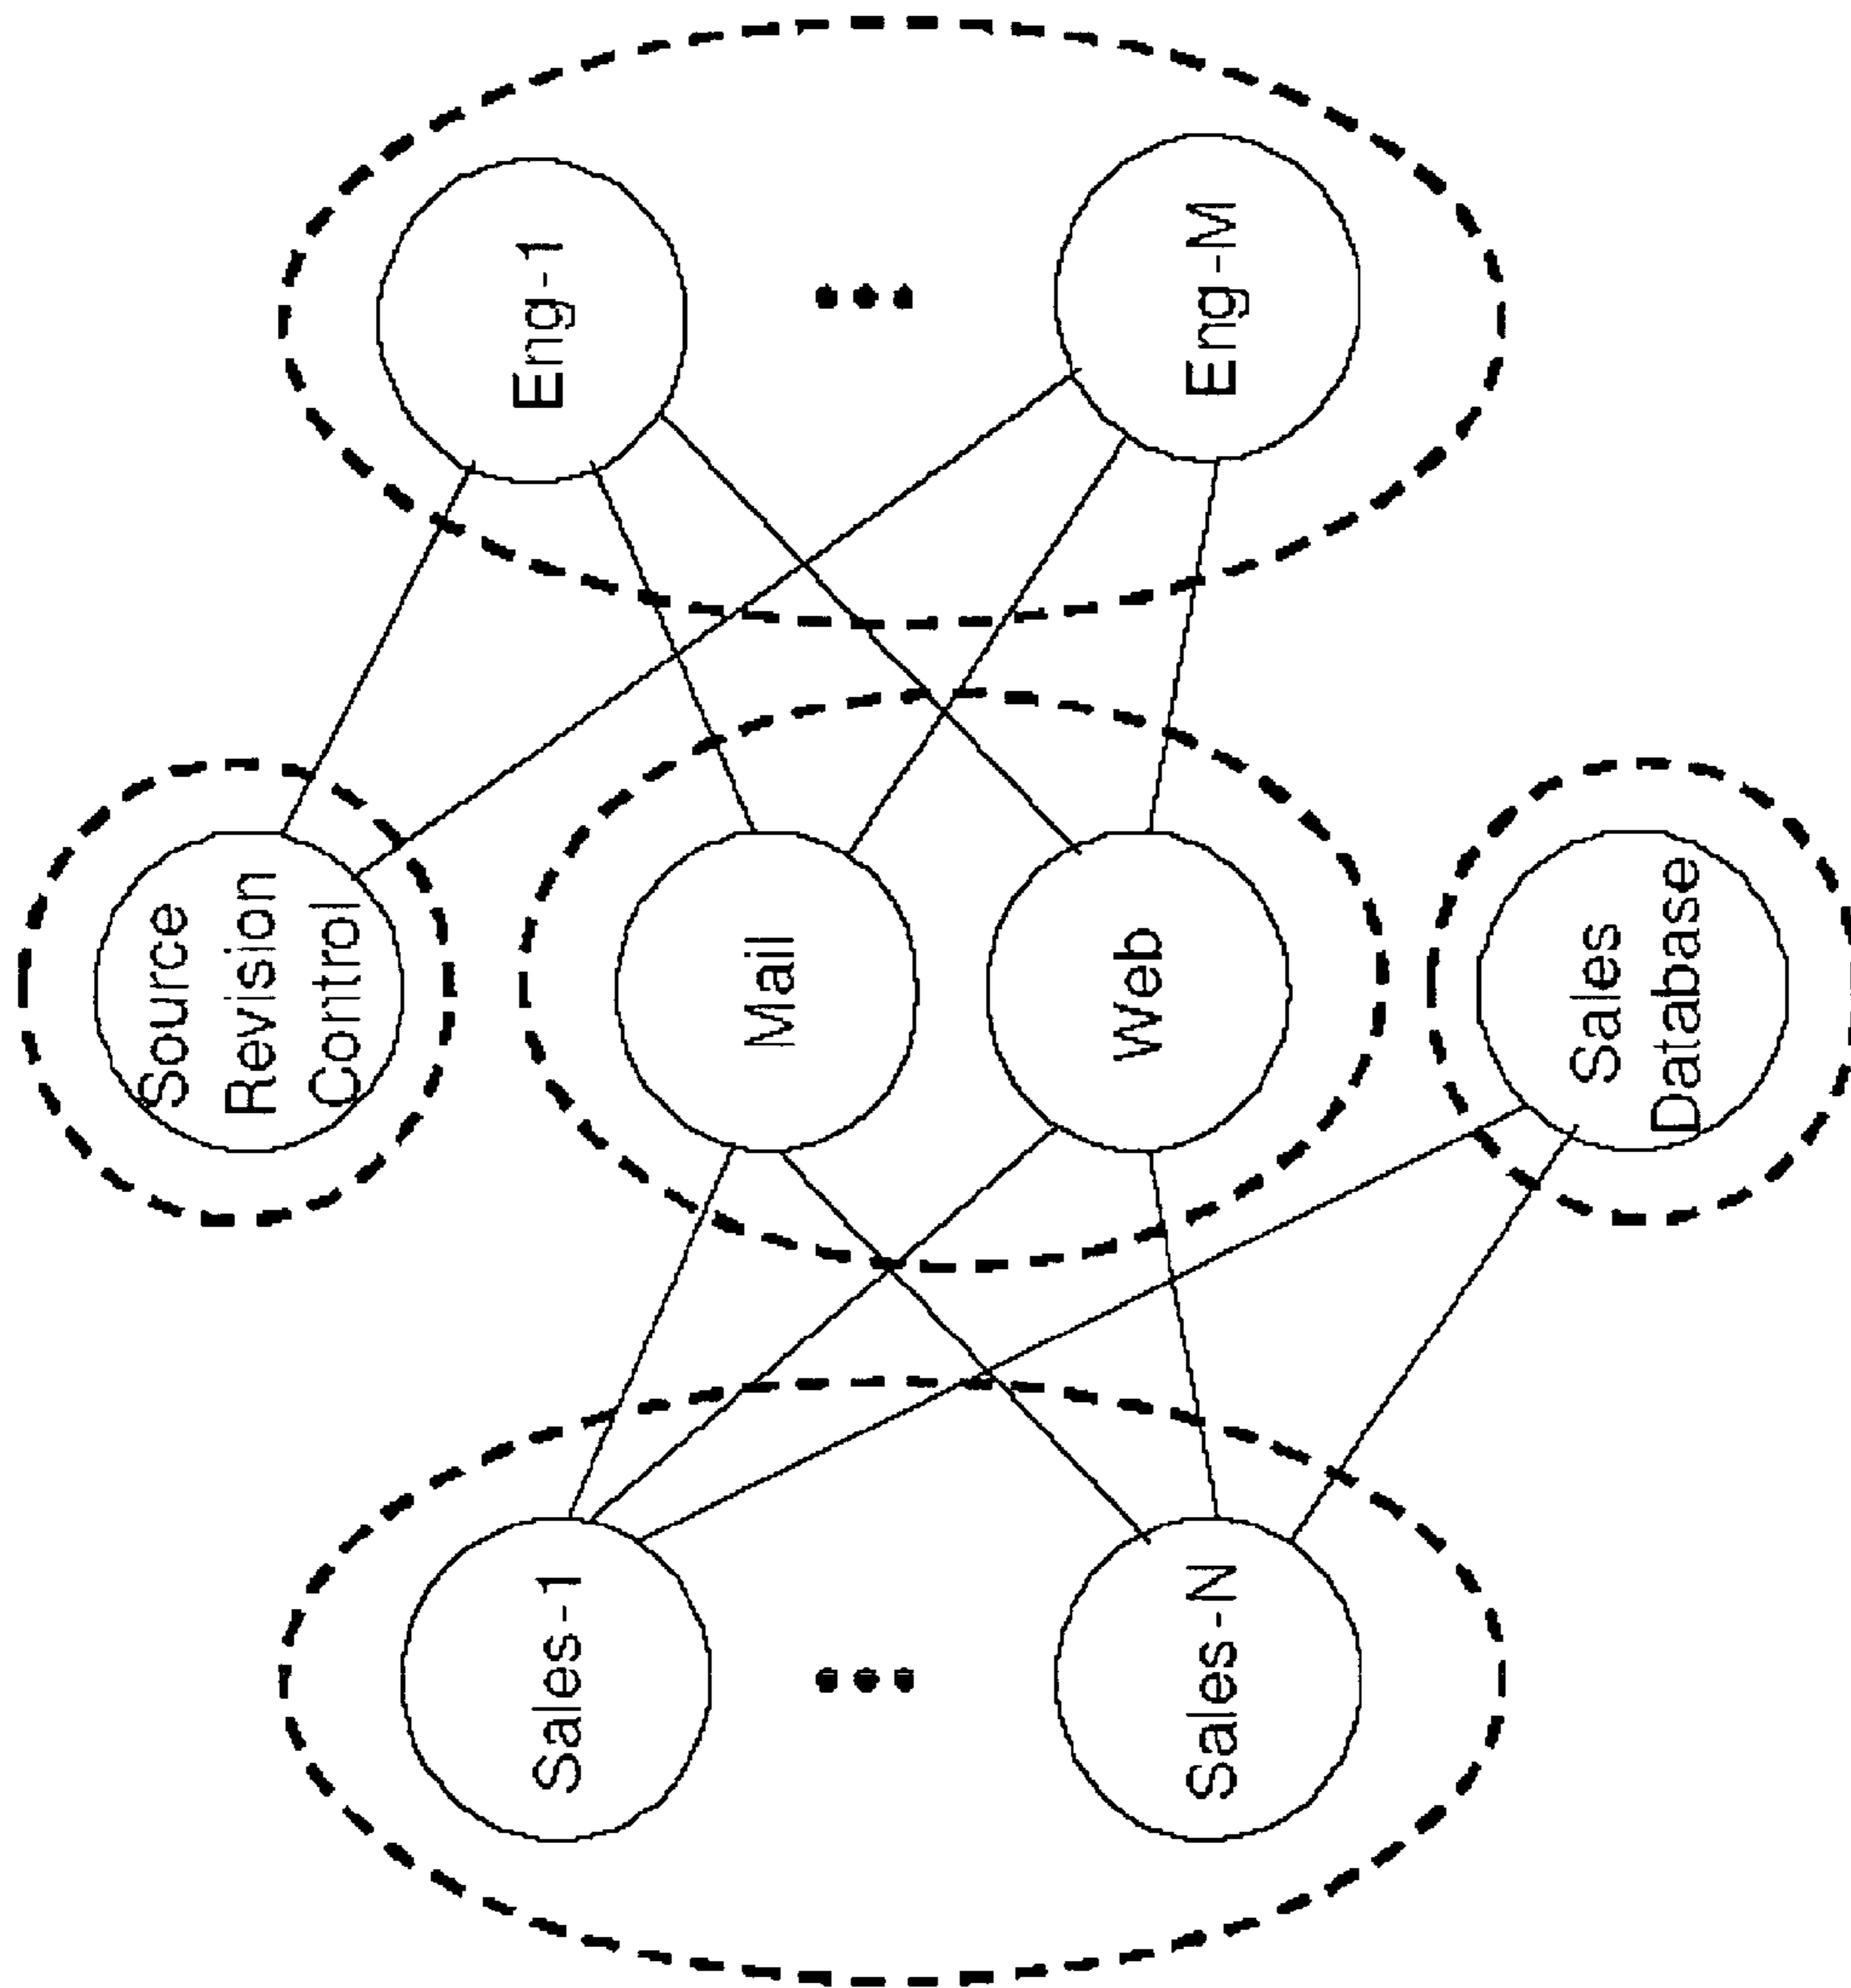 Source
Revision
Control
Eng-1
Mail
Sales-1
Web
Eng-M
Sales-N
Sales
Database